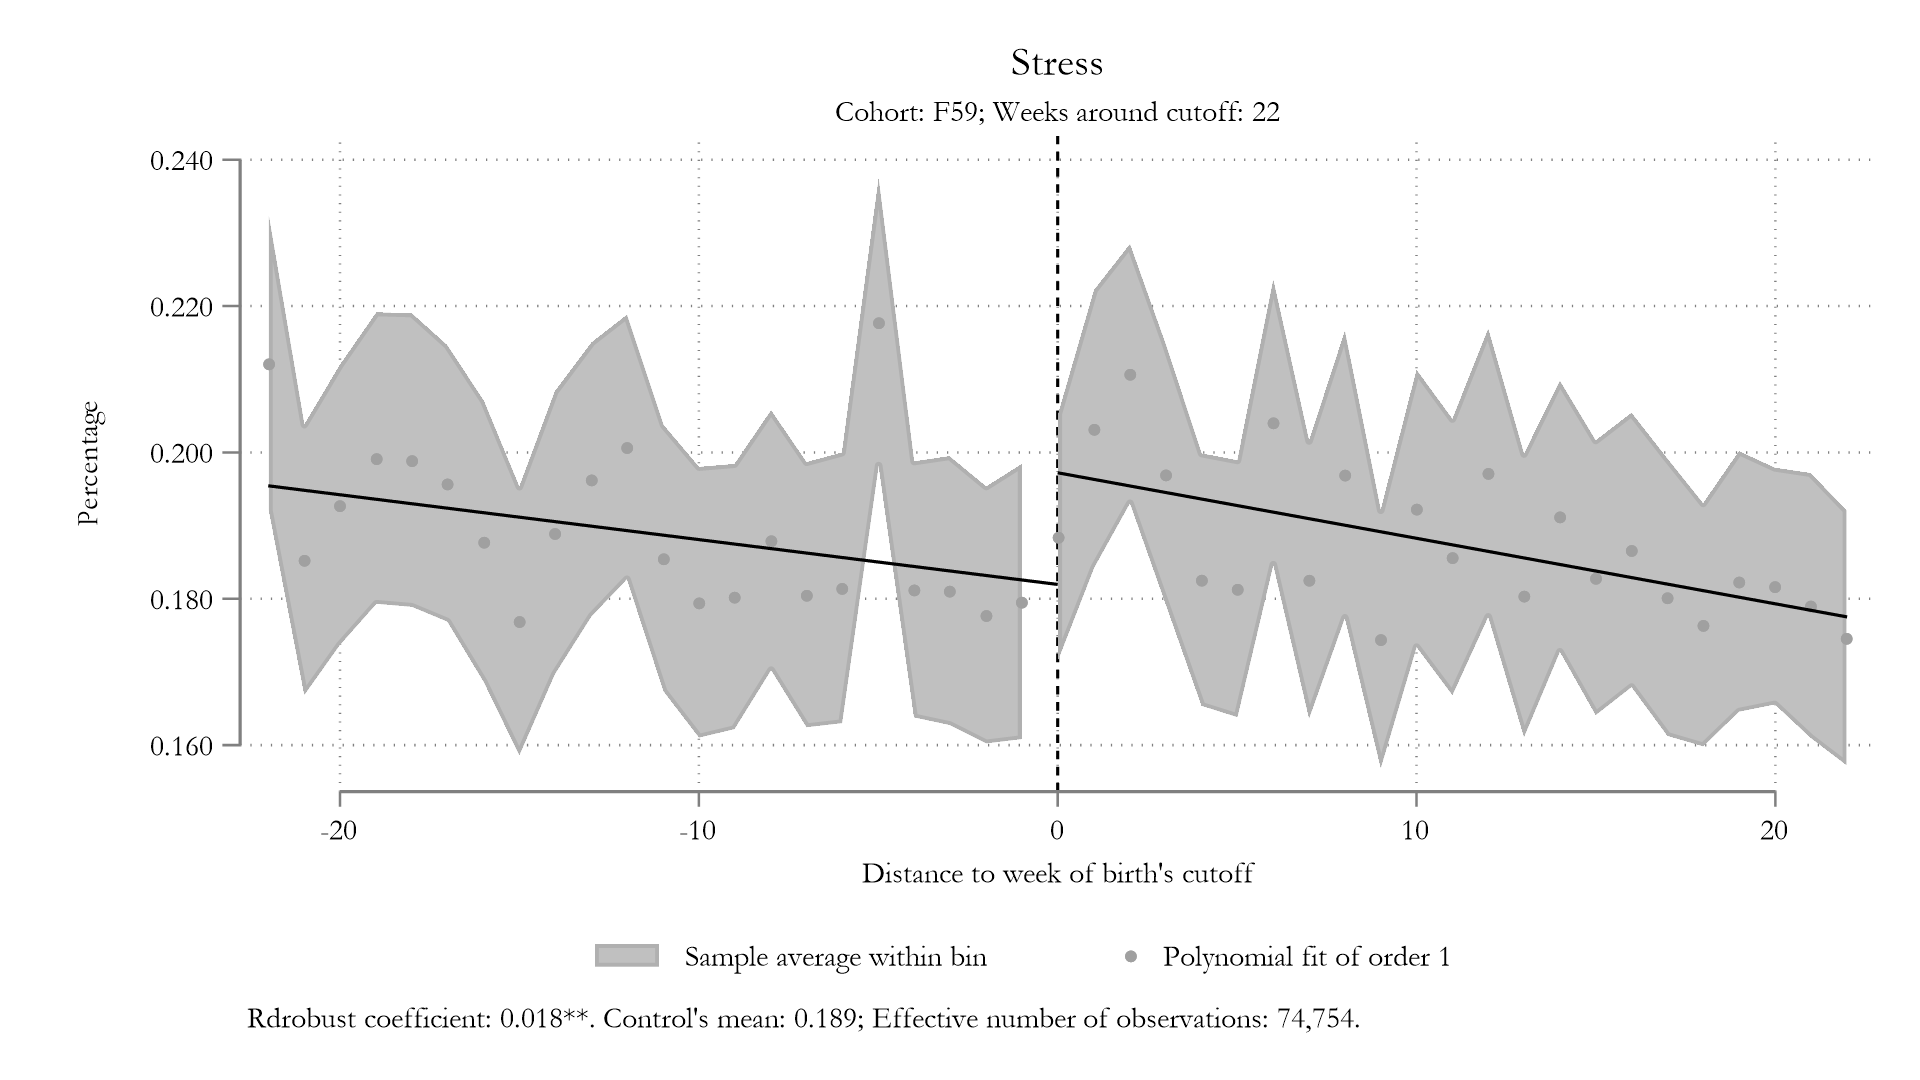 Stress
Cohort: F59; Weeks around cutoff: 22
0.240
0.220
0.200
0.180
0.160
Percentage
-20 -10 0 10 20
Distance to week of birth's cutoff
Sample average within bin Polynomial fit of order 1
Rdrobust coefficient: 0.018**. Control's mean: 0.189; Effective number of observations: 74,754.